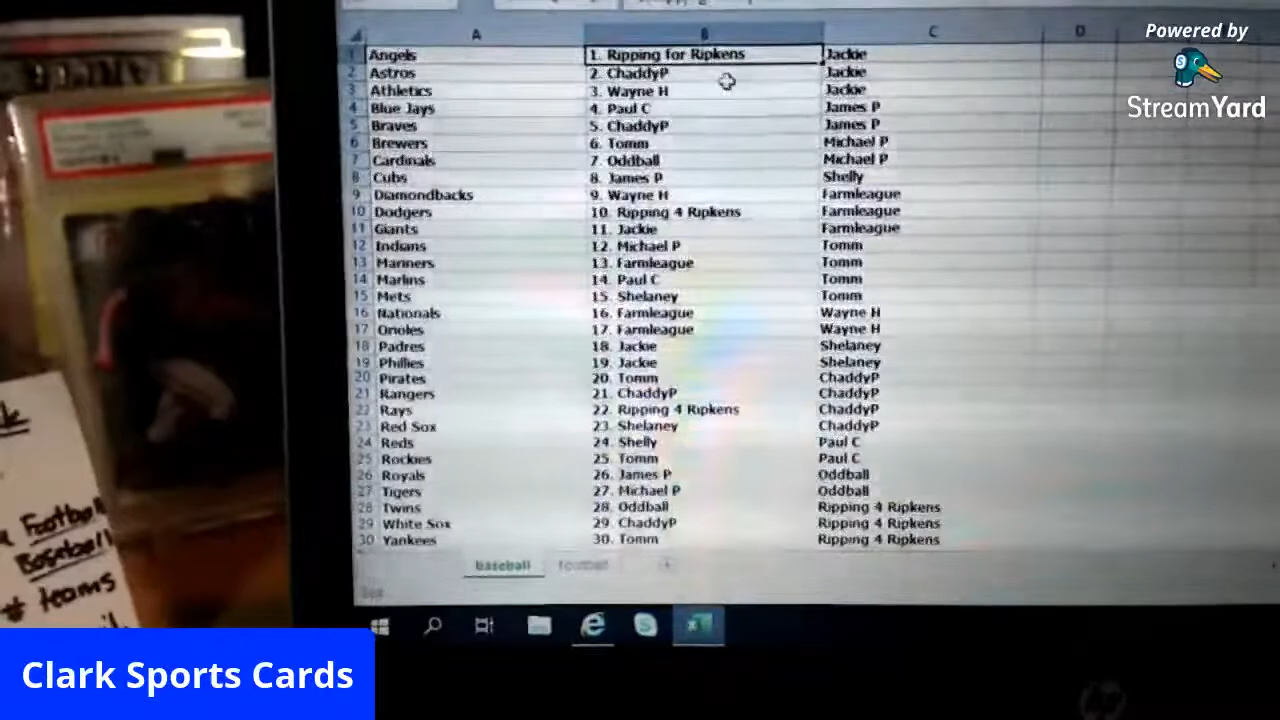 Powered by
StreamYard
A B C D
1 Angels 1. Ripping for Ripkens Jackie
2 Astros 2. ChaddyP Jackie
3 Athletics 3. Wayne H Jackie
4 Blue Jays 4. Paul C James P
5 Braves 5. ChaddyP James P
6 Brewers 6. Tomm Michael P
7 Cardinals 7. Oddball Michael P
8 Cubs 8. James P Shelly
9 Diamondbacks 9. Wayne H Farmleague
10 Dodgers 10. Ripping 4 Ripkens Farmleague
11 Giants 11. Jackie Farmleague
12 Indians 12. Michael P Tomm
13 Mariners 13. Farmleague Tomm
14 Marlins 14. Paul C Tomm
15 Mets 15. Shelaney Tomm
16 Nationals 16. Farmleague Wayne H
17 Orioles 17. Farmleague Wayne H
18 Padres 18. Jackie Shelaney
19 Phillies 19. Jackie Shelaney
20 Pirates 20. Tomm ChaddyP
21 Rangers 21. ChaddyP ChaddyP
22 Rays 22. Ripping 4 Ripkens ChaddyP
23 Red Sox 23. Shelaney ChaddyP
24 Reds 24. Shelly Paul C
25 Rockies 25. Tomm Paul C
26 Royals 26. James P Oddball
27 Tigers 27. Michael P Oddball
28 Twins 28. Oddball Ripping 4 Ripkens
29 White Sox 29. ChaddyP Ripping 4 Ripkens
30 Yankees 30. Tomm Ripping 4 Ripkens
baseball football
Football
Baseball
# teams
Clark Sports Cards